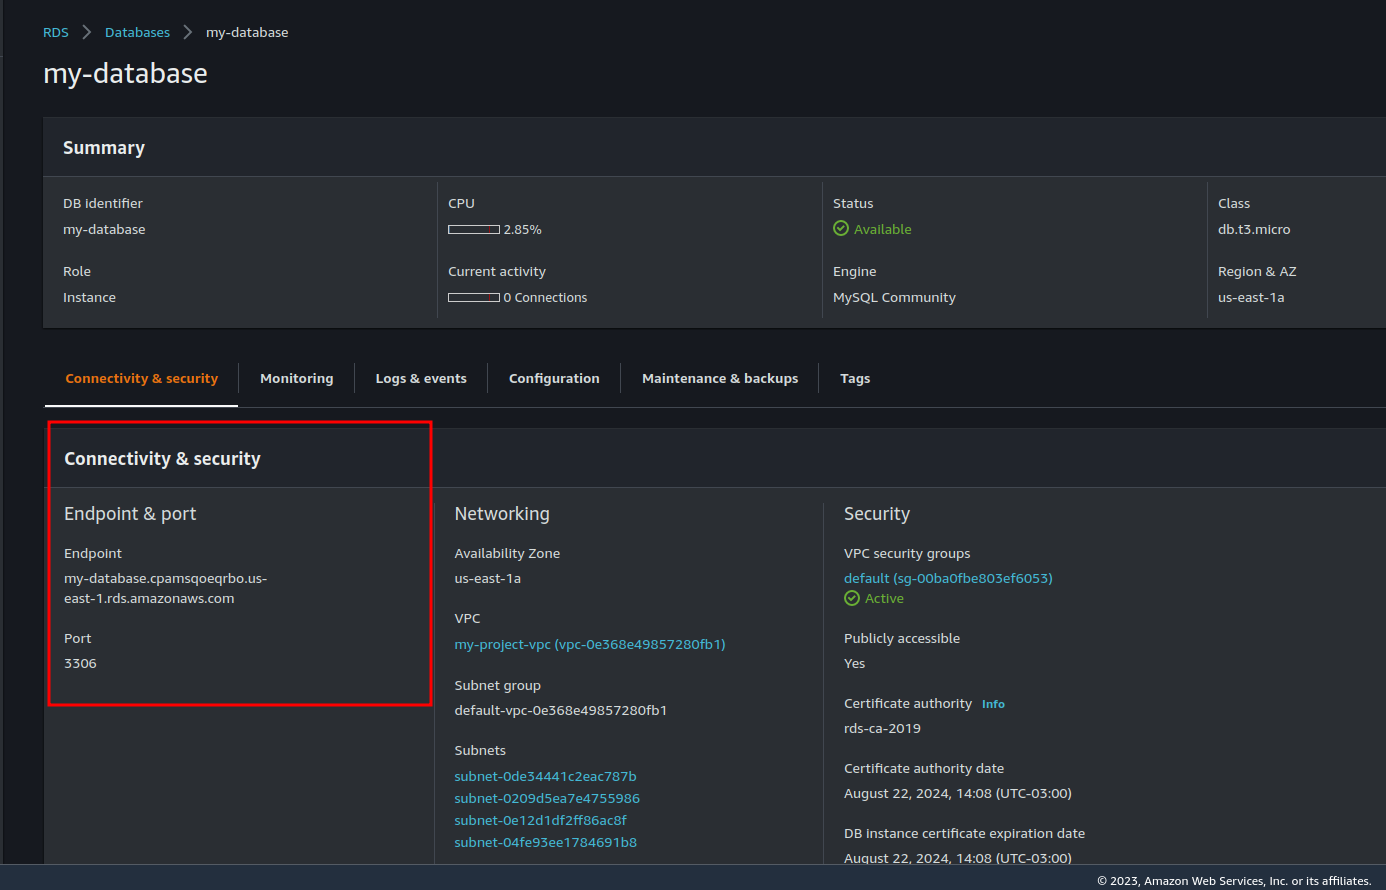 RDS > Databases > my-database
my-database
Summary
DB identifier
my-database
CPU
2.85%
Status
Available
Class
db.t3.micro
Role
Instance
Current activity
0 Connections
Engine
MySQL Community
Region & AZ
us-east-1a
Connectivity & security
Monitoring
Logs & events
Configuration
Maintenance & backups
Tags
Connectivity & security
Endpoint & port
Endpoint
my-database.cpamsqoeqrbo.us-
east-1.rds.amazonaws.com
Port
3306
Networking
Availability Zone
us-east-1a
VPC
my-project-vpc (vpc-0e368e49857280fb1)
Subnet group
default-vpc-0e368e49857280fb1
Subnets
subnet-0de34441c2eac787b
subnet-0209d5ea7e4755986
subnet-0e12d1df2ff86ac8f
subnet-04fe93ee1784691b8
Security
VPC security groups
default (sg-00ba0fbe803ef6053)
Active
Publicly accessible
Yes
Certificate authority Info
rds-ca-2019
Certificate authority date
August 22, 2024, 14:08 (UTC-03:00)
DB instance certificate expiration date
August 22, 2024, 14:08 (UTC-03:00)
© 2023, Amazon Web Services, Inc. or its affiliates.